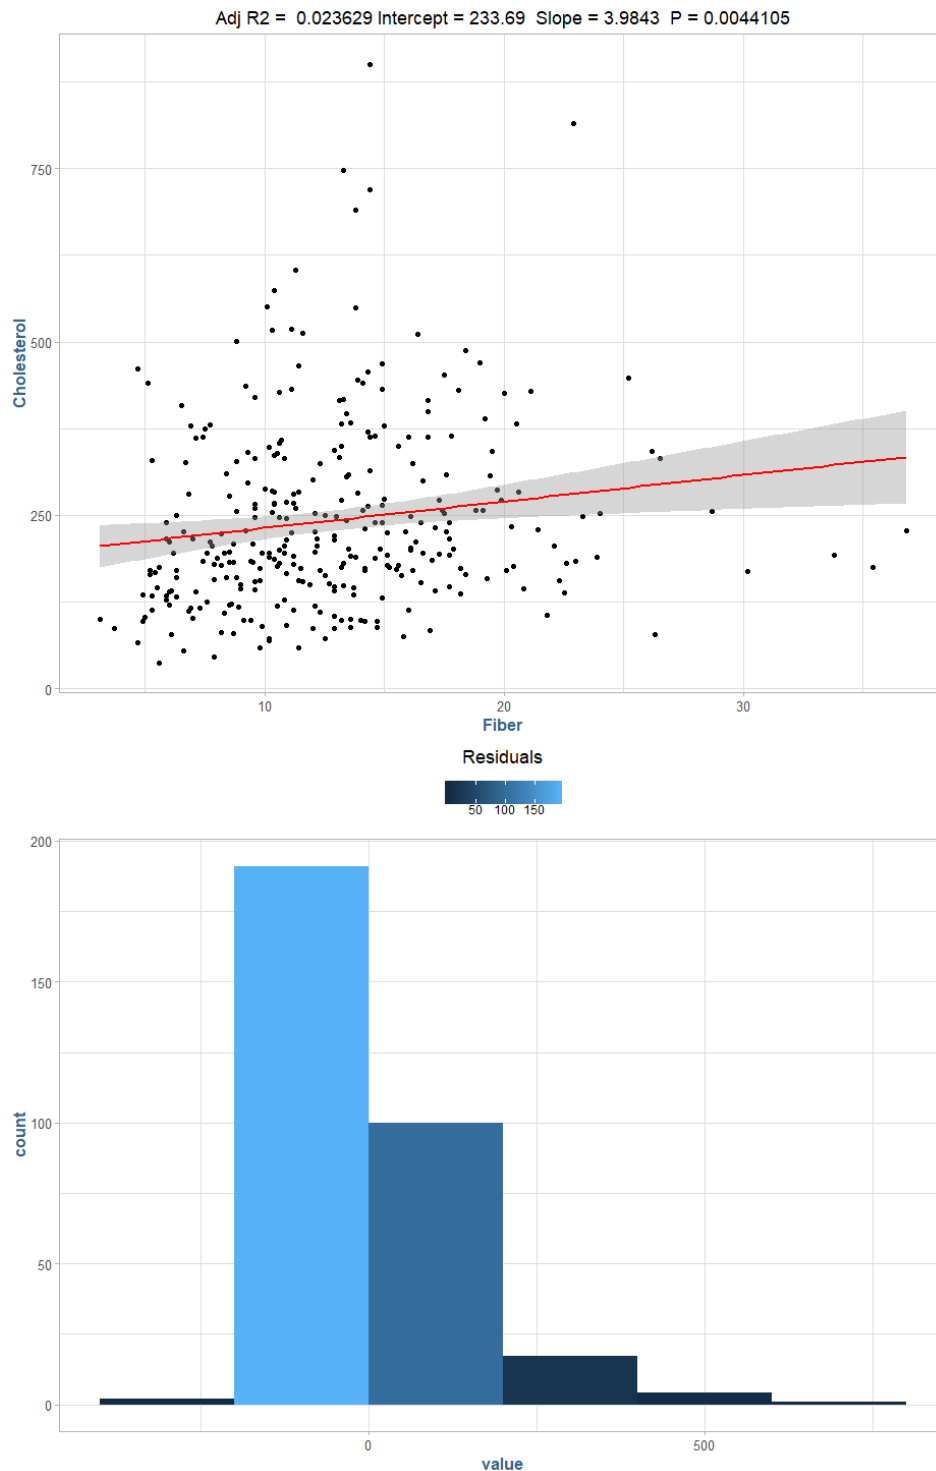 Adj R2 =  0.023629 Intercept = 233.69  Slope = 3.9843  P = 0.0044105
750
500
250
0
Cholesterol
10 20 30
Fiber
Residuals
50 100 150
200
150
100
50
0
count
0 500
value